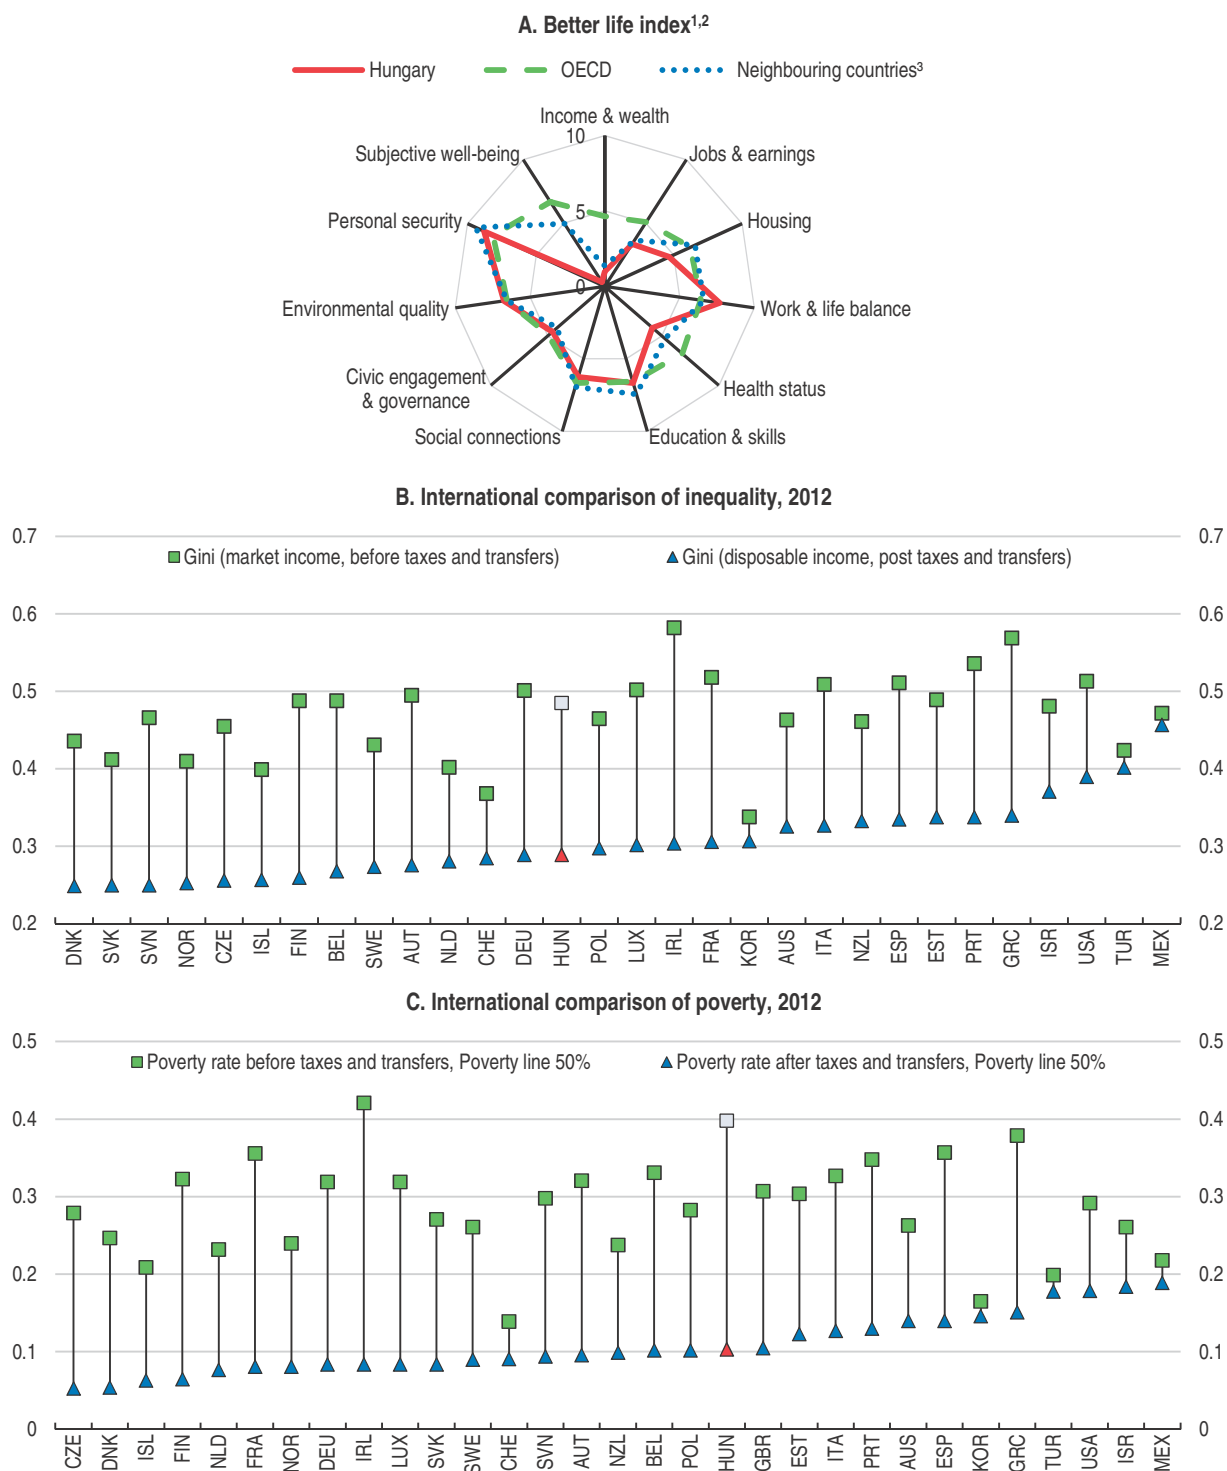 A. Better life index1,2
Hungary OECD Neighbouring countries3
Income & wealth
10
Subjective well-being Jobs & earnings
Personal security 5 Housing
0
Environmental quality Work & life balance
Civic engagement
& governance
Health status
Social connections Education & skills
B. International comparison of inequality, 2012
0.7 0.7
Gini (market income, before taxes and transfers) Gini (disposable income, post taxes and transfers)
0.6 0.6
0.5 0.5
0.4 0.4
0.3 0.3
0.2 0.2
DNK SVK SVN NOR CZE ISL FIN BEL SWE AUT NLD CHE DEU HUN POL LUX IRL FRA KOR AUS ITA NZL ESP EST PRT GRC ISR USA TUR MEX
C. International comparison of poverty, 2012
0.5 0.5
Poverty rate before taxes and transfers, Poverty line 50% Poverty rate after taxes and transfers, Poverty line 50%
0.4 0.4
0.3 0.3
0.2 0.2
0.1 0.1
0 0
CZE DNK ISL FIN NLD FRA NOR DEU IRL LUX SVK SWE CHE SVN AUT NZL BEL POL HUN GBR EST ITA PRT AUS ESP KOR GRC TUR USA ISR MEX